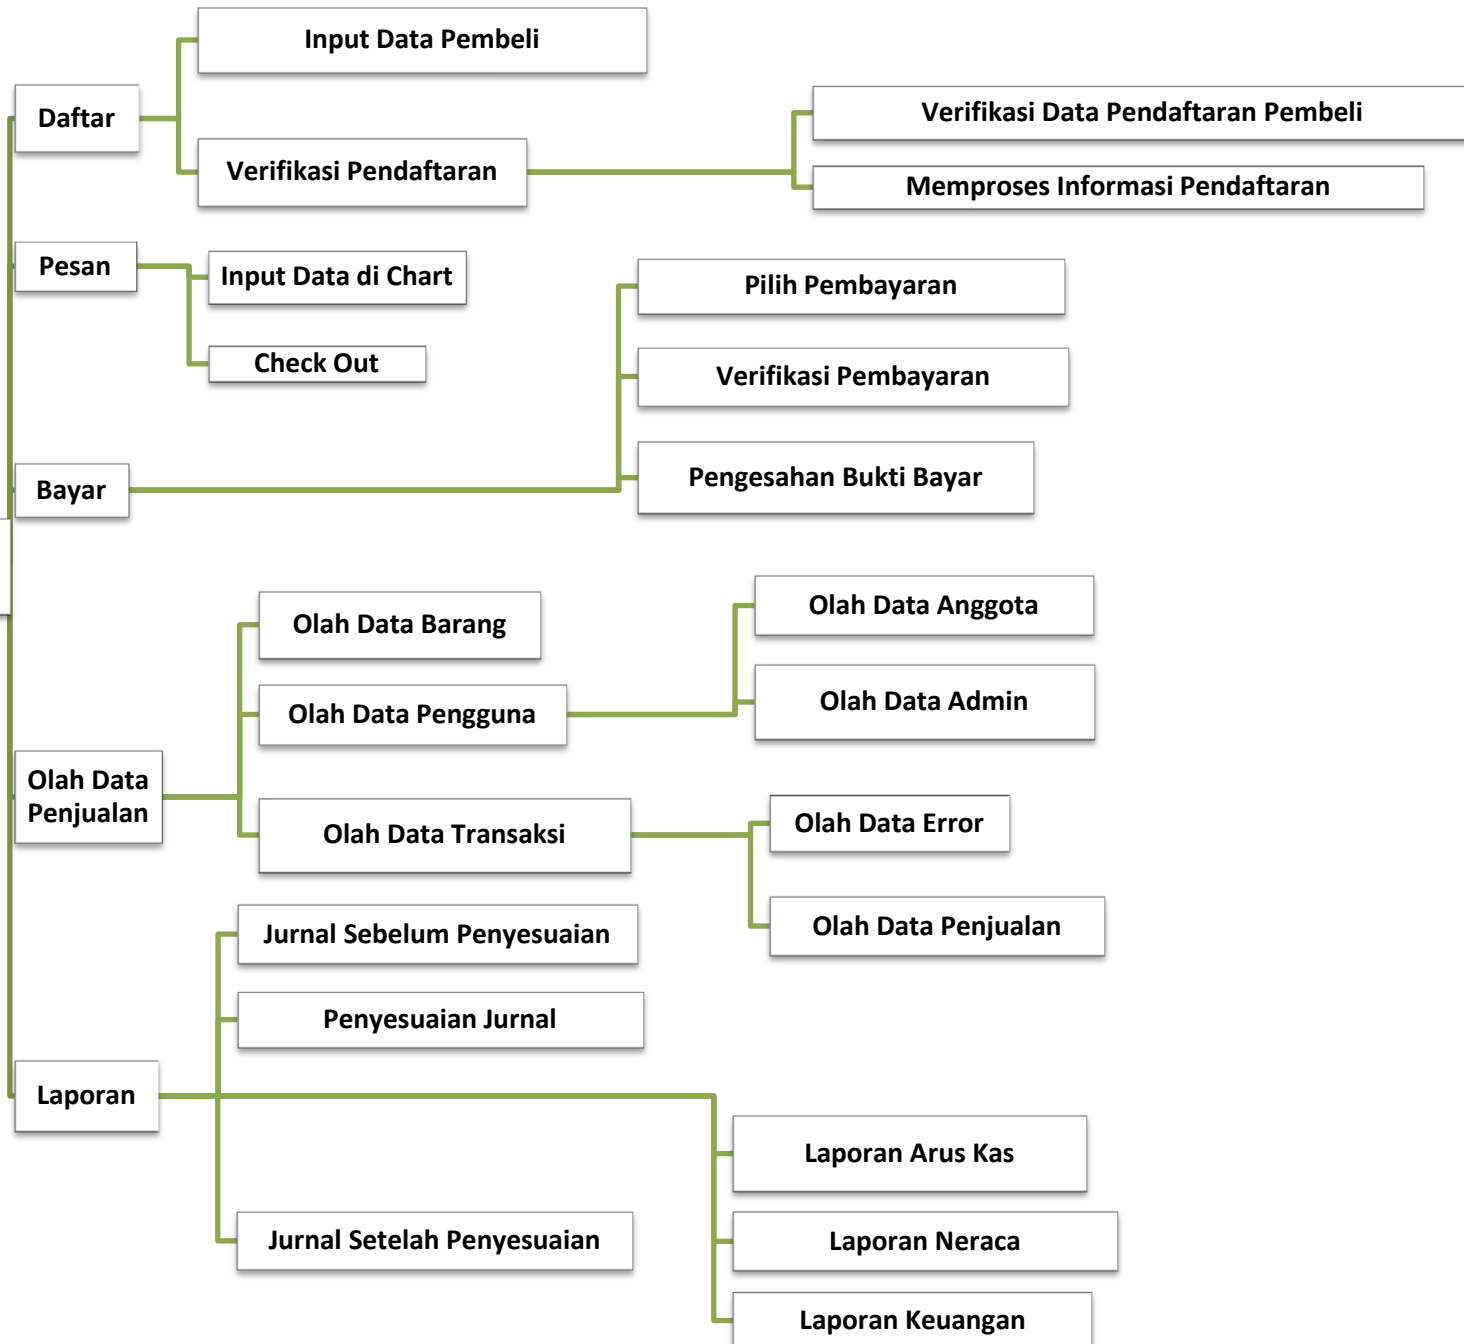 Input Data Pembeli
Daftar
Verifikasi Data Pendaftaran Pembeli
Verifikasi Pendaftaran
Memproses Informasi Pendaftaran
Pesan
Input Data di Chart
Pilih Pembayaran
Check Out
Verifikasi Pembayaran
Bayar
Pengesahan Bukti Bayar
Olah Data Barang
Olah Data Anggota
Olah Data Pengguna
Olah Data Admin
Olah Data
Penjualan
Olah Data Transaksi
Olah Data Error
Olah Data Penjualan
Jurnal Sebelum Penyesuaian
Penyesuaian Jurnal
Laporan
Laporan Arus Kas
Jurnal Setelah Penyesuaian
Laporan Neraca
Laporan Keuangan